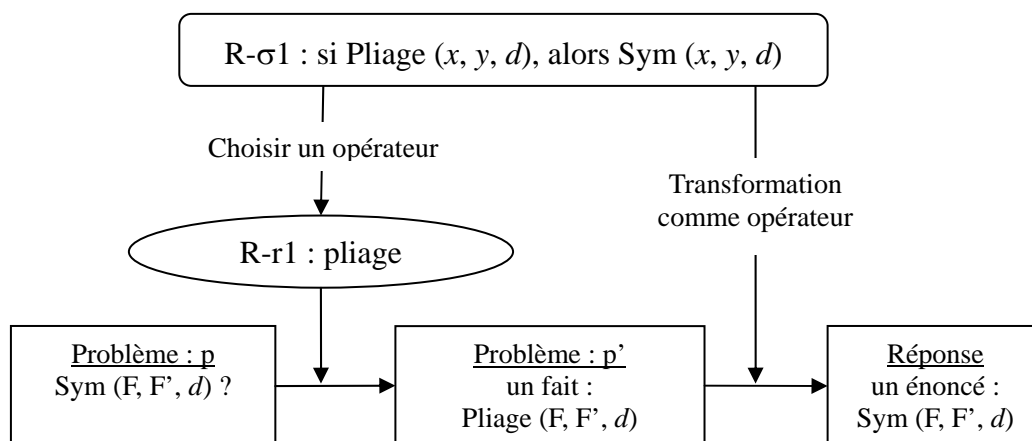 R-σ1 : si Pliage (x, y, d), alors Sym (x, y, d)
Choisir un opérateur
Transformation
comme opérateur
R-r1 : pliage
Problème : p
Sym (F, F’, d) ?
Problème : p’
un fait :
Pliage (F, F’, d)
Réponse
un énoncé :
Sym (F, F’, d)